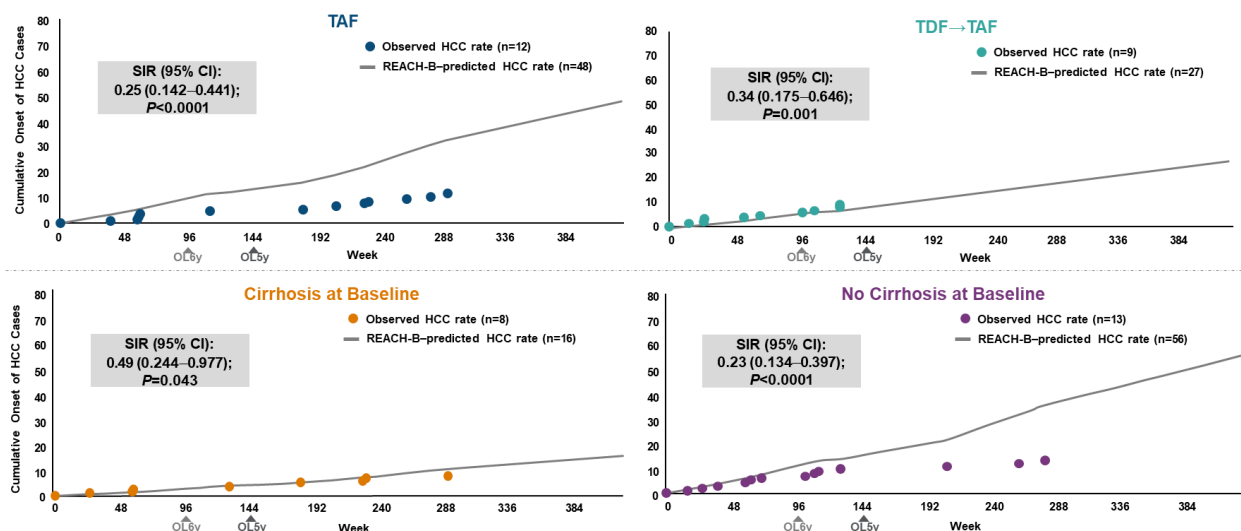 TAF
Cumulative Onset of HCC Cases
80
70
60
50
40
30
20
10
0
Observed HCC rate (n=12)
REACH-B–predicted HCC rate (n=48)
SIR (95% CI):
0.25 (0.142–0.441);
P<0.0001
0 48 96 144 192 240 288 336 384
OL6y OL5y
Week
TDF→TAF
80
70
60
50
40
30
20
10
0
Observed HCC rate (n=9)
REACH-B–predicted HCC rate (n=27)
SIR (95% CI):
0.34 (0.175–0.646);
P=0.001
0 48 96 144 192 240 288 336 384
OL6y OL5y
Week
Cirrhosis at Baseline
Cumulative Onset of HCC Cases
80
70
60
50
40
30
20
10
0
Observed HCC rate (n=8)
REACH-B–predicted HCC rate (n=16)
SIR (95% CI):
0.49 (0.244–0.977);
P=0.043
0 48 96 144 192 240 288 336 384
OL6y OL5y
Week
No Cirrhosis at Baseline
80
70
60
50
40
30
20
10
0
Observed HCC rate (n=13)
REACH-B–predicted HCC rate (n=56)
SIR (95% CI):
0.23 (0.134–0.397);
P<0.0001
0 48 96 144 192 240 288 336 384
OL6y OL5y
Week